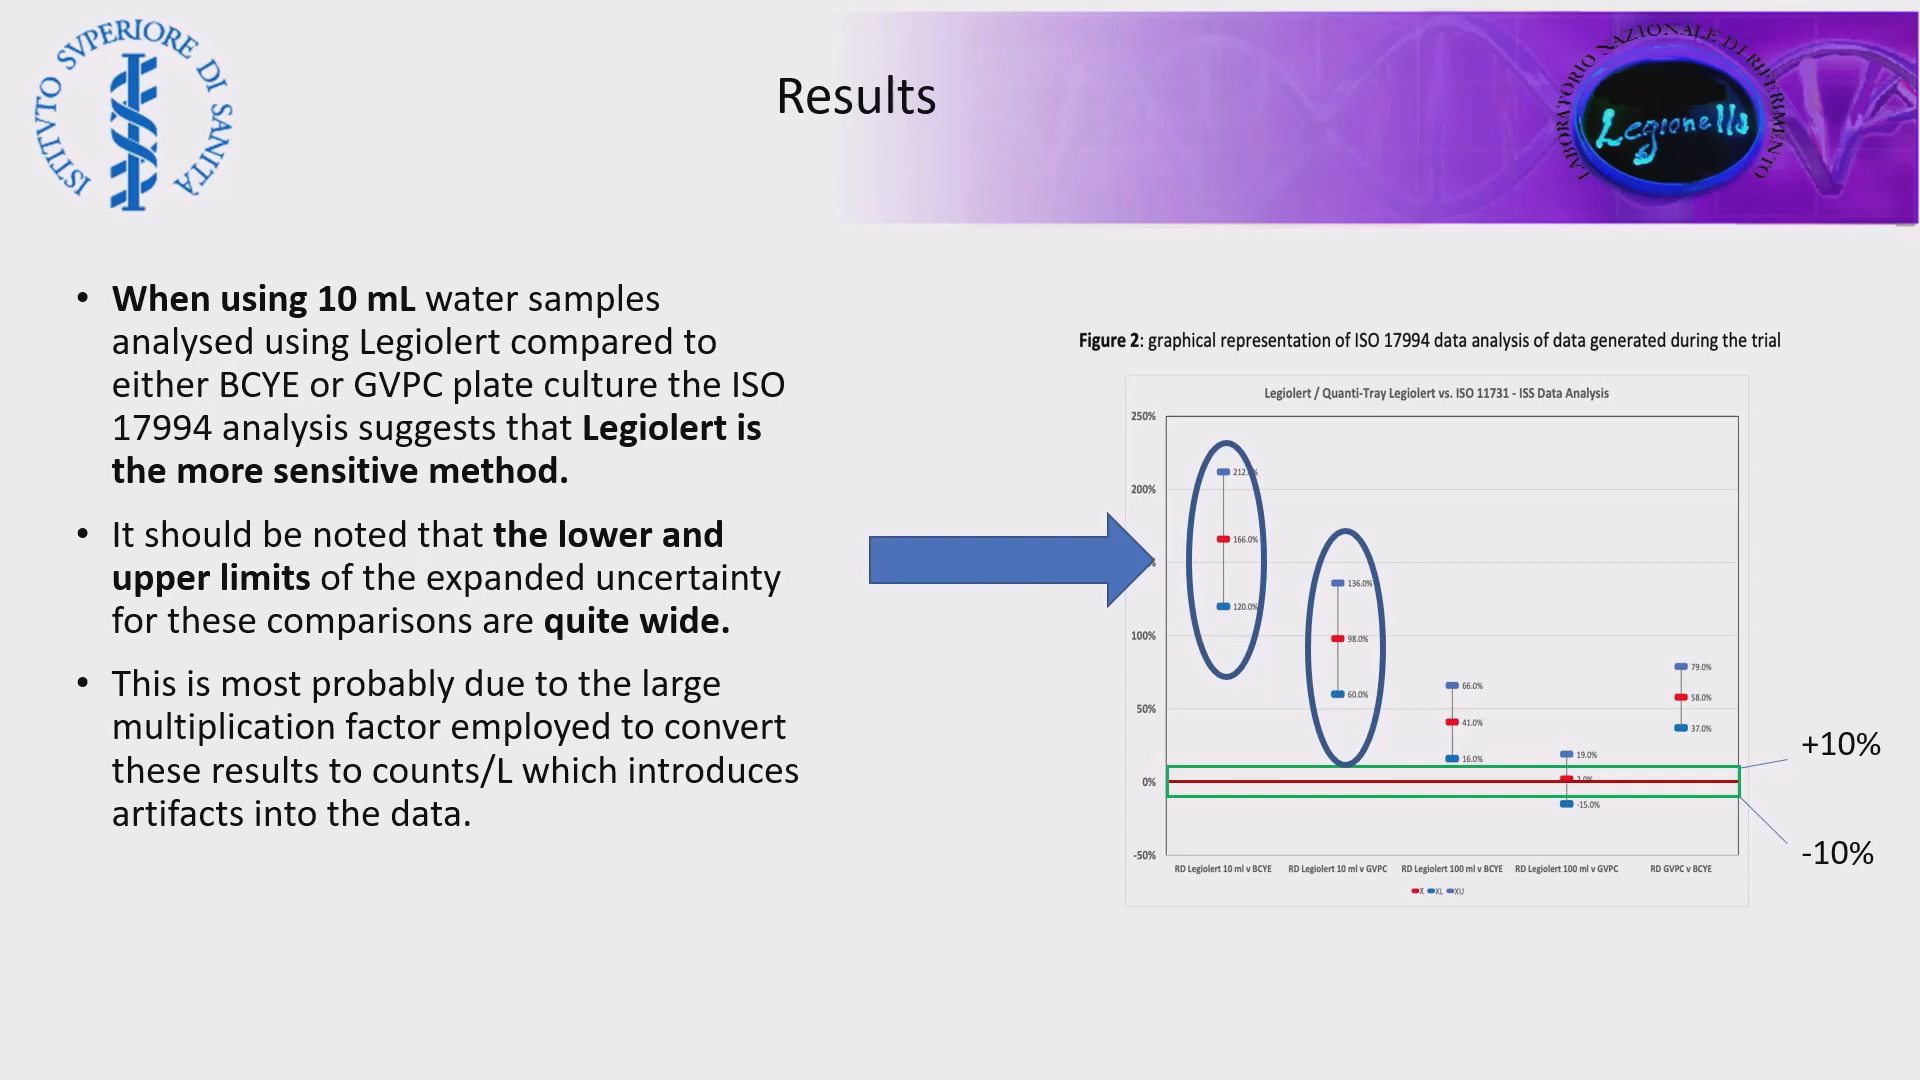 ISTITVTO SVPERIORE DI SANITÀ
Results
LABORATORIO NAZIONALE DI RIFERIMENTO
Legionella
• When using 10 mL water samples
analysed using Legiolert compared to
either BCYE or GVPC plate culture the ISO
17994 analysis suggests that Legiolert is
the more sensitive method.
• It should be noted that the lower and
upper limits of the expanded uncertainty
for these comparisons are quite wide.
• This is most probably due to the large
multiplication factor employed to convert
these results to counts/L which introduces
artifacts into the data.
Figure 2: graphical representation of ISO 17994 data analysis of data generated during the trial
Legiolert / Quanti-Tray Legiolert vs. ISO 11731 - ISS Data Analysis
250%
200%
100%
50%
0%
-50%
166.0%
120.0%
136.0%
98.0%
60.0%
66.0%
41.0%
16.0%
19.0%
-15.0%
79.0%
58.0%
37.0%
+10%
-10%
RD Legiolert 10 ml v BCYE
RD Legiolert 10 ml v GVPC
RD Legiolert 100 ml v BCYE
RD Legiolert 100 ml v GVPC
RD GVPC v BCYE
X XL XU